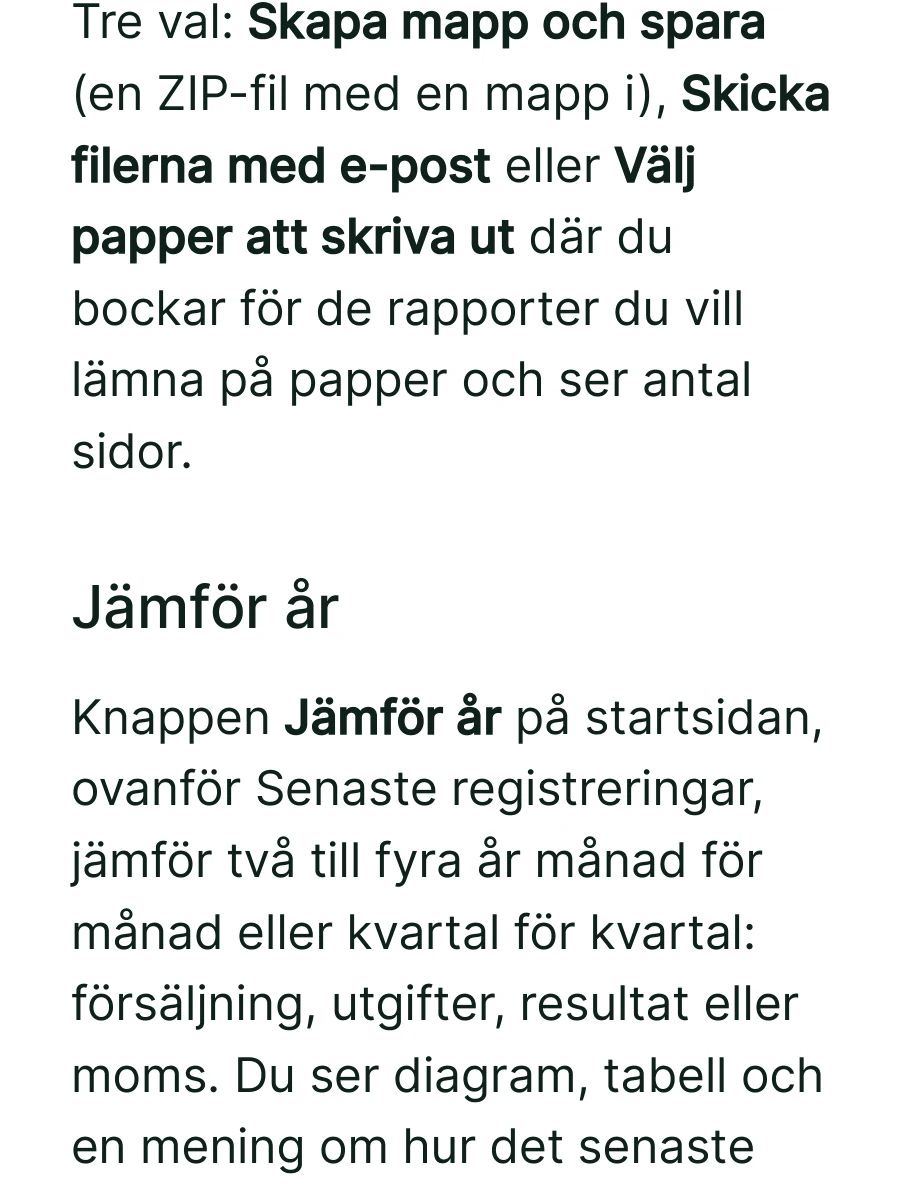 Tre val: Skapa mapp och spara
(en ZIP-fil med en mapp i), Skicka
filerna med e-post eller Välj
papper att skriva ut där du
bockar för de rapporter du vill
lämna på papper och ser antal
sidor.
Jämför år
Knappen Jämför år på startsidan,
ovanför Senaste registreringar,
jämför två till fyra år månad för
månad eller kvartal för kvartal:
försäljning, utgifter, resultat eller
moms. Du ser diagram, tabell och
en mening om hur det senaste